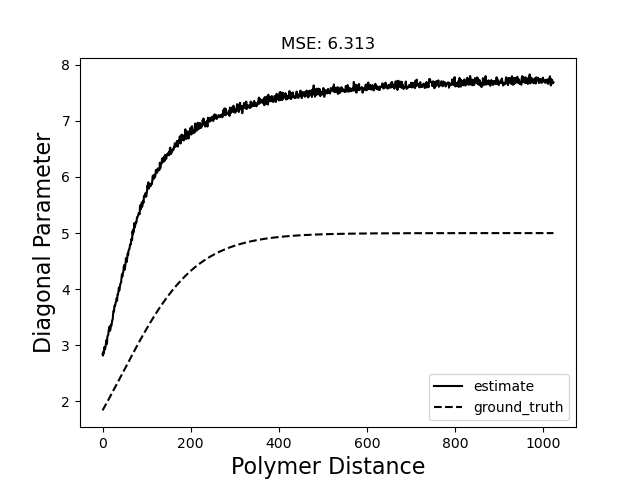 MSE: 6.313
8
7
6
5
4
3
2
Diagonal Parameter
estimate
ground_truth
0 200 400 600 800 1000
Polymer Distance